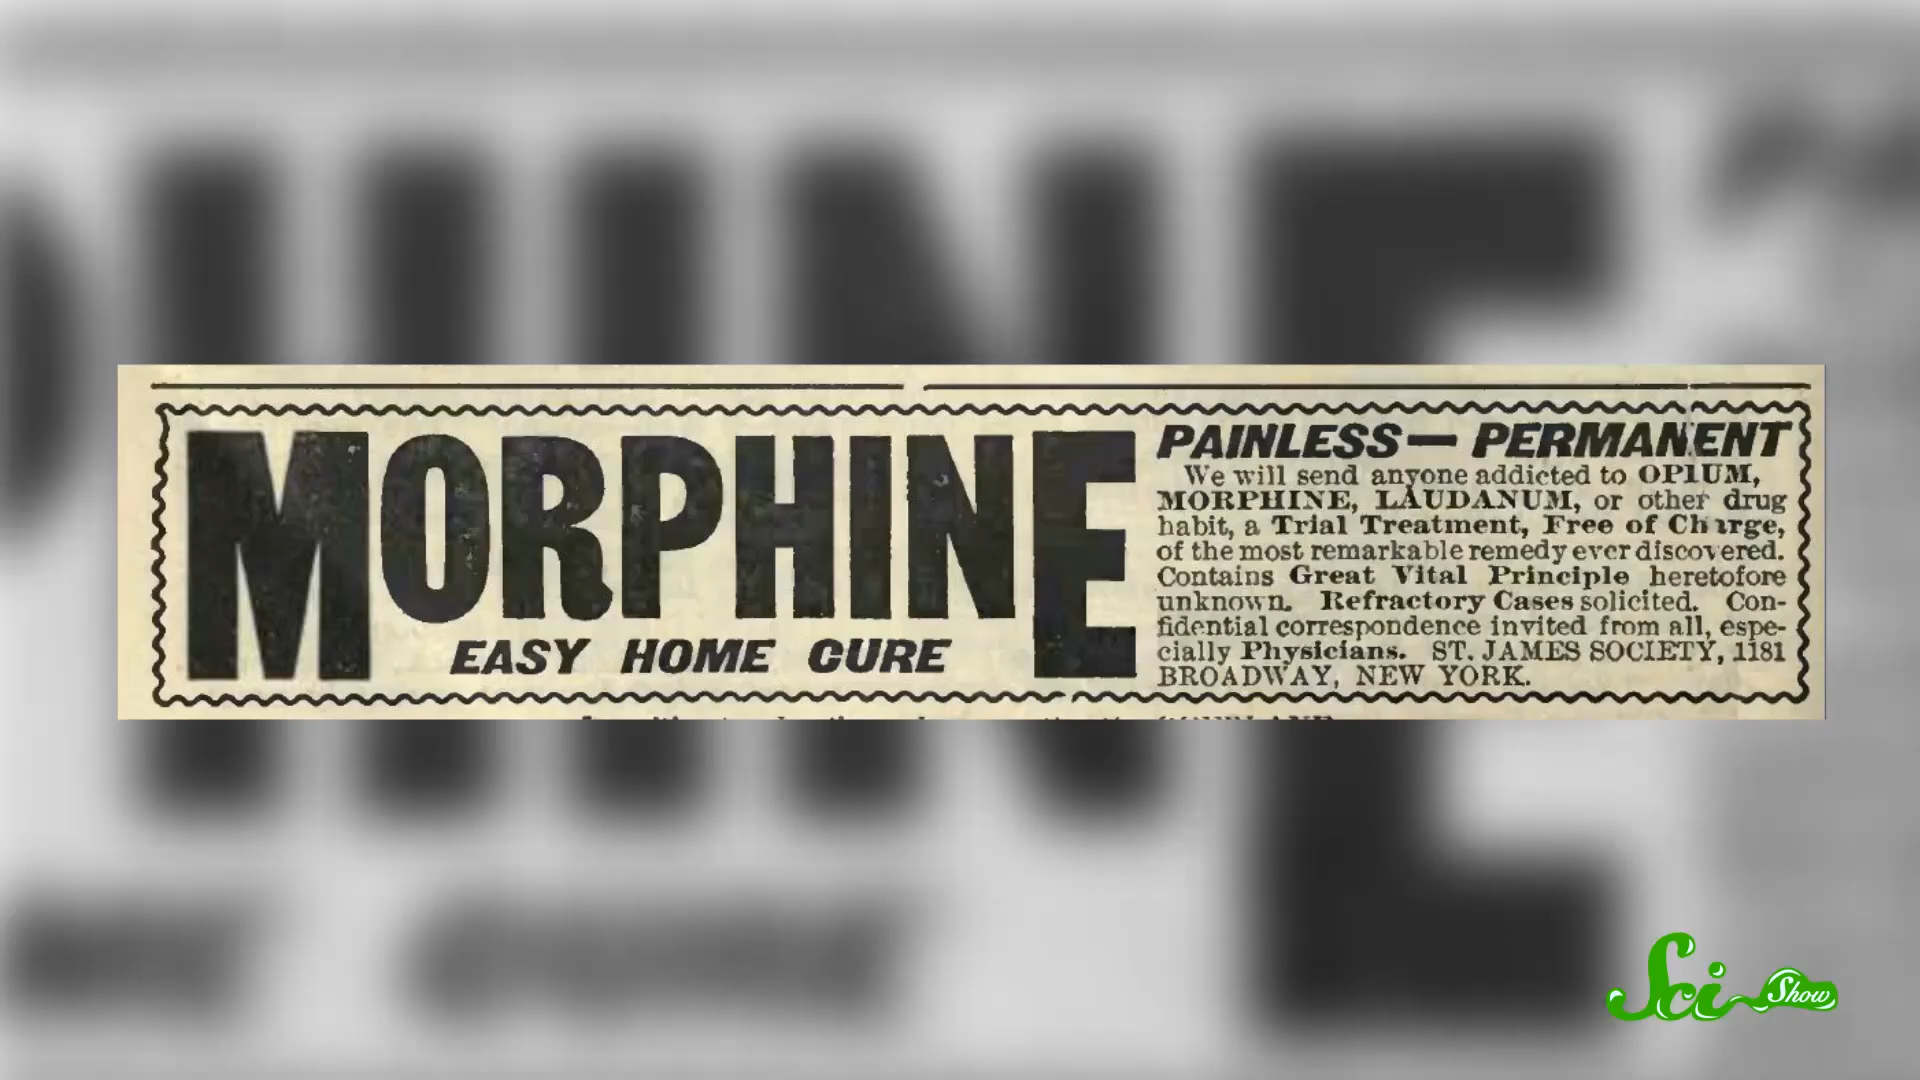 MORPHINE
EASY HOME CURE
PAINLESS — PERMANENT
We will send anyone addicted to OPIUM,
MORPHINE, LAUDANUM, or other drug
habit, a Trial Treatment, Free of Charge,
of the most remarkable remedy ever discovered.
Contains Great Vital Principle heretofore
unknown. Refractory Cases solicited. Con-
fidential correspondence invited from all, espe-
cially Physicians. ST. JAMES SOCIETY, 1181
BROADWAY, NEW YORK.
Sci Show